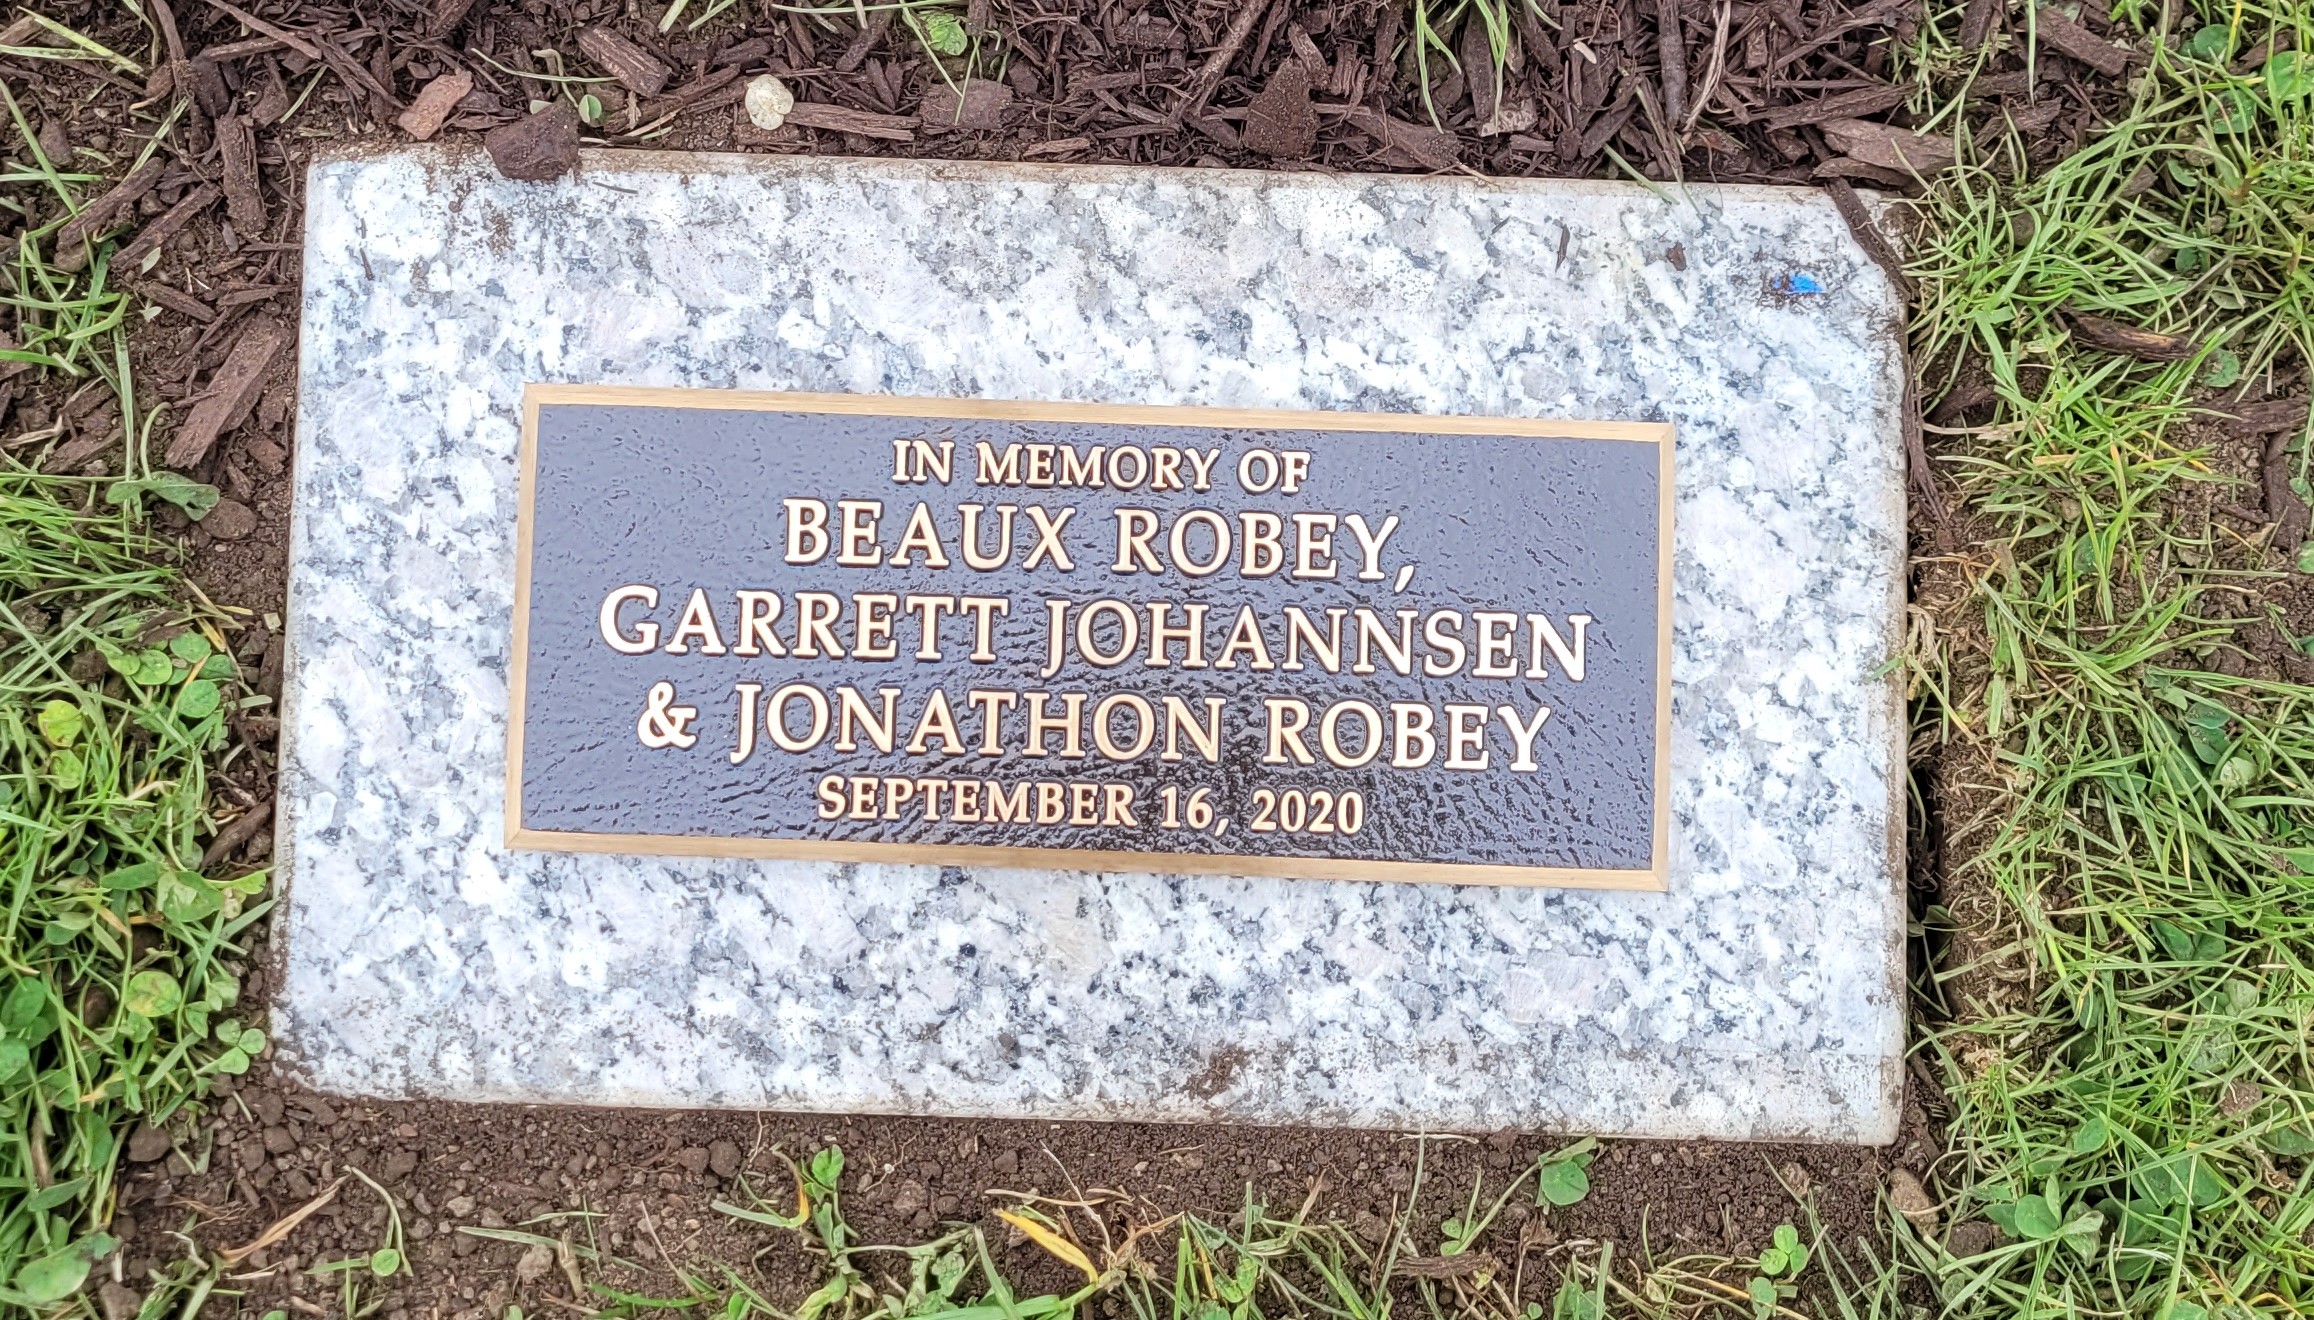 IN MEMORY OF
BEAUX ROBEY,
GARRETT JOHANNSEN
& JONATHON ROBEY
SEPTEMBER 16, 2020